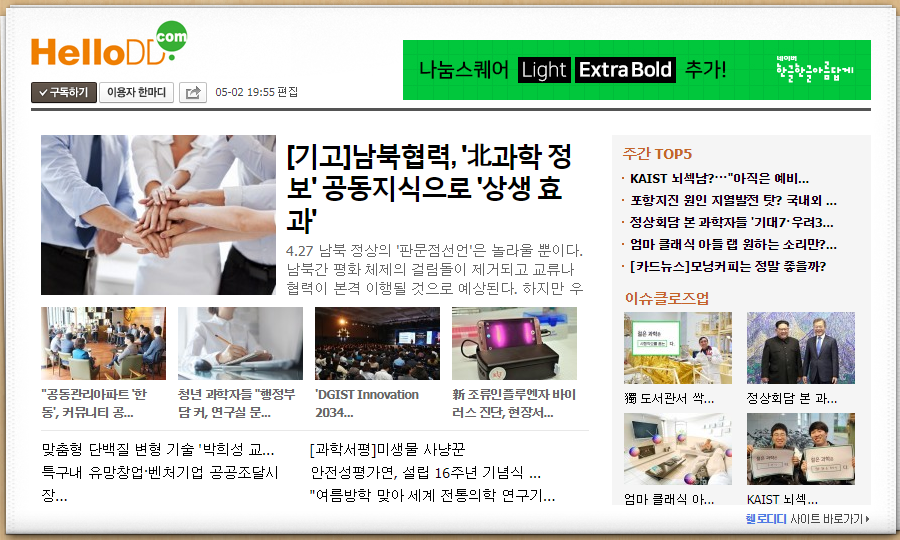 HelloDD.com
구독하기
이용자 한마디
05-02 19:55 편집
나눔스퀘어 Light ExtraBold 추가!
네이버
한글한글아름답게
[기고]남북협력, '北과학 정
보' 공동지식으로 '상생 효
과'
4.27 남북 정상의 '판문점선언'은 놀라울 뿐이다.
남북간 평화 체제의 걸림돌이 제거되고 교류나
협력이 본격 이행될 것으로 예상된다. 하지만 우
"공동관리아파트 '한
동', 커뮤니티 공...
청년 과학자들 "행정부
담 커, 연구실 문...
'DGIST Innovation
2034...
新 조류인플루엔자 바이
러스 진단, 현장서...
맞춤형 단백질 변형 기술 '박희성 교...
특구내 유망창업·벤처기업 공공조달시
장...
[과학서평]미생물 사냥꾼
안전성평가연, 설립 16주년 기념식 ...
"여름방학 맞아 세계 전통의학 연구기...
주간 TOP5
· KAIST 뇌섹남?…"아직은 예비...
· 포항지진 원인 지열발전 탓? 국내외 ...
· 정상회담 본 과학자들 '기대7·우려3...
· 엄마 클래식 아들 랩 원하는 소리만?...
· [카드뉴스]모닝커피는 정말 좋을까?
이슈클로즈업
젊은 과학은
獨 도서관서 싹...
정상회담 본 과...
엄마 클래식 아...
젊은 과학은
젊은 과학은
KAIST 뇌섹...
헬로디디 사이트 바로가기